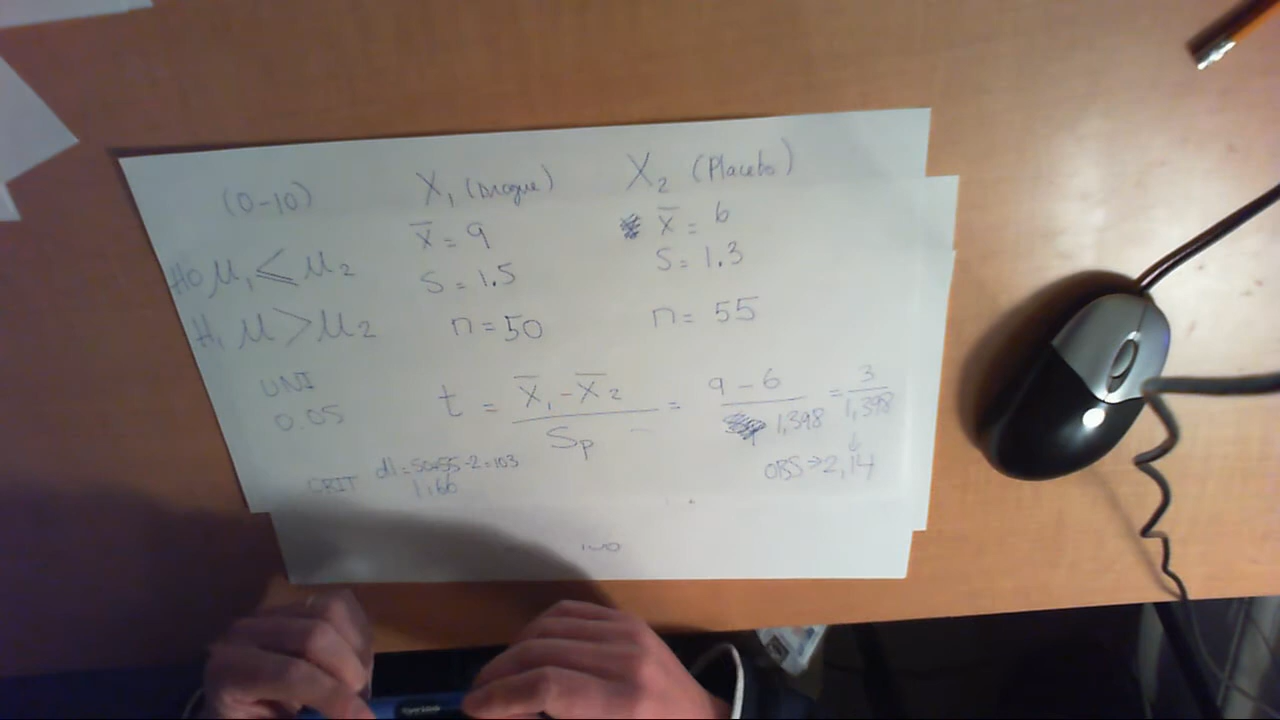 (0-10)
X₁ (Drogue)
X₂ (Placebo)
H0 μ₁ ⩽ μ₂
H₁ μ > μ₂
UNI
0.05
x̄ = 9
S = 1.5
n = 50
x̄ = 6
S = 1.3
n = 55
t = X̄₁ - X̄₂ / Sp = 9 - 6 / 1,398 = 3 / 1,398
↓
OBS → 2,14
CRIT
dl = 50+55-2 = 103
1,66